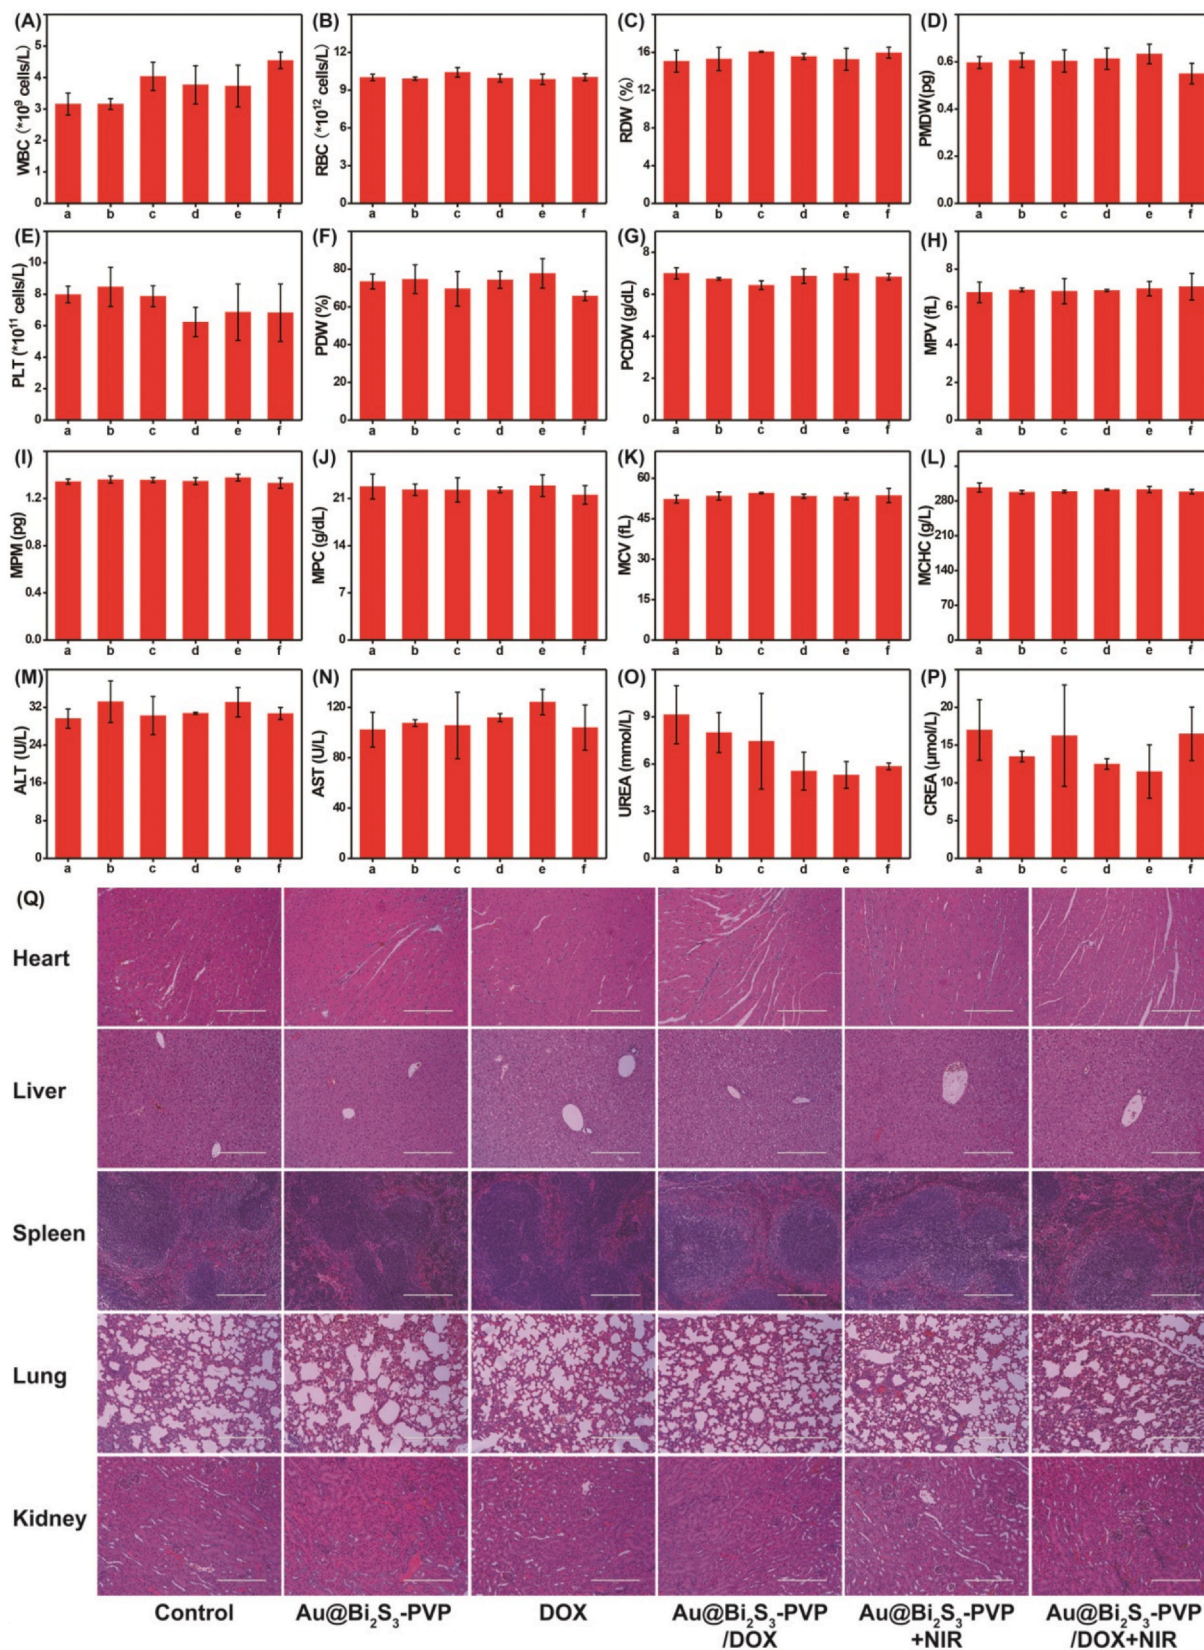 (A)
WBC (*10⁹ cells/L)
5
4
3
2
1
0
a b c d e f
(B)
RBC (*10¹² cells/L)
12
9
6
3
0
a b c d e f
(C)
RDW (%)
16
12
8
4
0
a b c d e f
(D)
PMDW(pg)
0.6
0.4
0.2
0.0
a b c d e f
(E)
PLT (*10¹¹ cells/L)
10
8
6
4
2
0
a b c d e f
(F)
PDW (%)
80
60
40
20
0
a b c d e f
(G)
PCDW (g/dL)
8
6
4
2
0
a b c d e f
(H)
MPV (fL)
8
6
4
2
0
a b c d e f
(I)
MPM (pg)
1.2
0.8
0.4
0.0
a b c d e f
(J)
MPC (g/dL)
21
14
7
0
a b c d e f
(K)
MCV (fL)
60
45
30
15
0
a b c d e f
(L)
MCHC (g/L)
350
280
210
140
70
0
a b c d e f
(M)
ALT (U/L)
32
24
16
8
0
a b c d e f
(N)
AST (U/L)
120
80
40
0
a b c d e f
(O)
UREA (mmol/L)
9
6
3
0
a b c d e f
(P)
CREA (μmol/L)
20
15
10
5
0
a b c d e f
(Q)
Heart
Liver
Spleen
Lung
Kidney
Control
Au@Bi₂S₃-PVP
DOX
Au@Bi₂S₃-PVP
/DOX
Au@Bi₂S₃-PVP
+NIR
Au@Bi₂S₃-PVP
/DOX+NIR